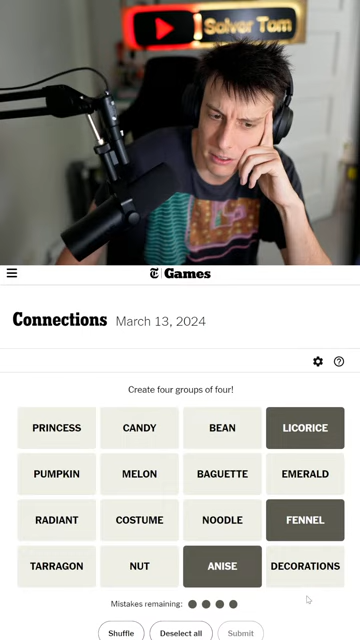 Solver Tom
Games
Connections March 13, 2024
Create four groups of four!
PRINCESS CANDY BEAN LICORICE
PUMPKIN MELON BAGUETTE EMERALD
RADIANT COSTUME NOODLE FENNEL
TARRAGON NUT ANISE DECORATIONS
Mistakes remaining:
Shuffle Deselect all Submit